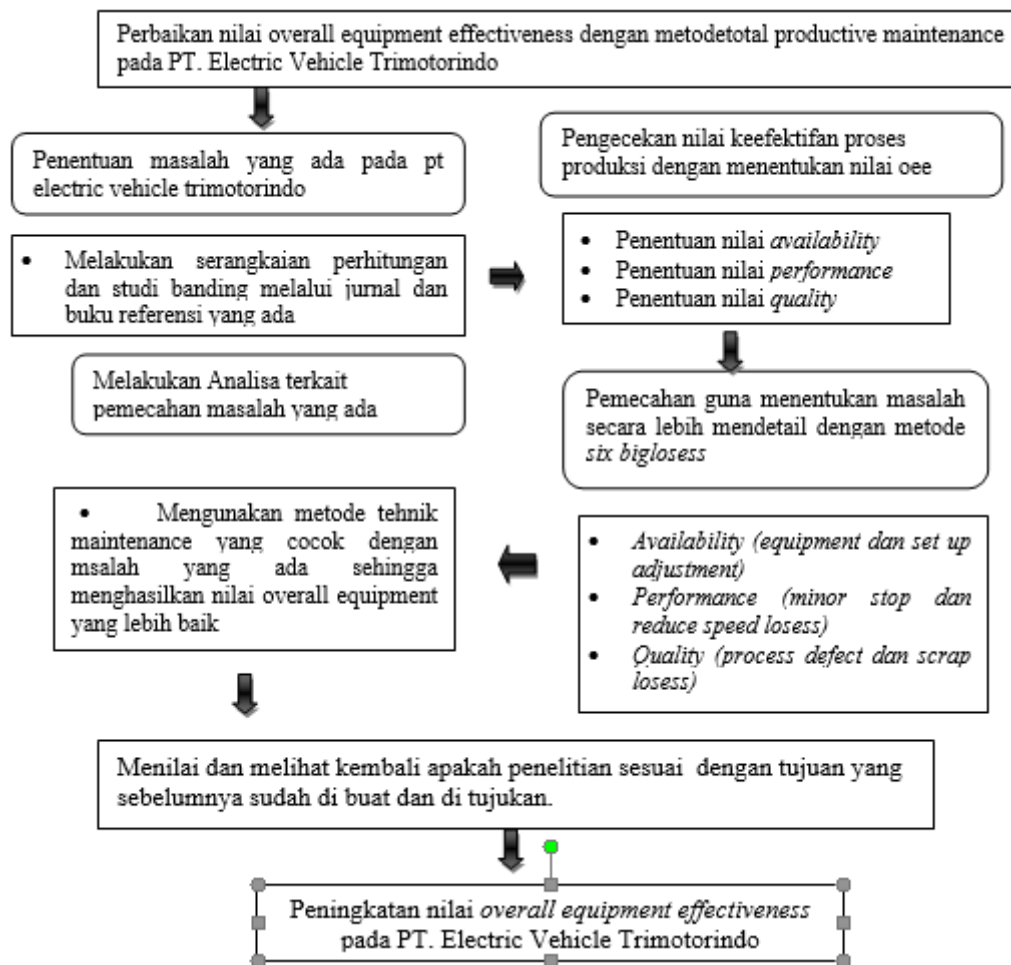 Perbaikan nilai overall equipment effectiveness dengan metodetotal productive maintenance
pada PT. Electric Vehicle Trimotorindo
Penentuan masalah yang ada pada pt
electric vehicle trimotorindo
• Melakukan serangkaian perhitungan
dan studi banding melalui jurnal dan
buku referensi yang ada
Pengecekan nilai keefektifan proses
produksi dengan menentukan nilai oee
• Penentuan nilai availability
• Penentuan nilai performance
• Penentuan nilai quality
Pemecahan guna menentukan masalah
secara lebih mendetail dengan metode
six biglosess
• Availability (equipment dan set up
adjustment)
• Performance (minor stop dan
reduce speed losess)
• Quality (process defect dan scrap
losess)
Melakukan Analisa terkait
pemecahan masalah yang ada
• Mengunakan metode tehnik
maintenance yang cocok dengan
msalah yang ada sehingga
menghasilkan nilai overall equipment
yang lebih baik
Menilai dan melihat kembali apakah penelitian sesuai dengan tujuan yang
sebelumnya sudah di buat dan di tujukan.
Peningkatan nilai overall equipment effectiveness
pada PT. Electric Vehicle Trimotorindo